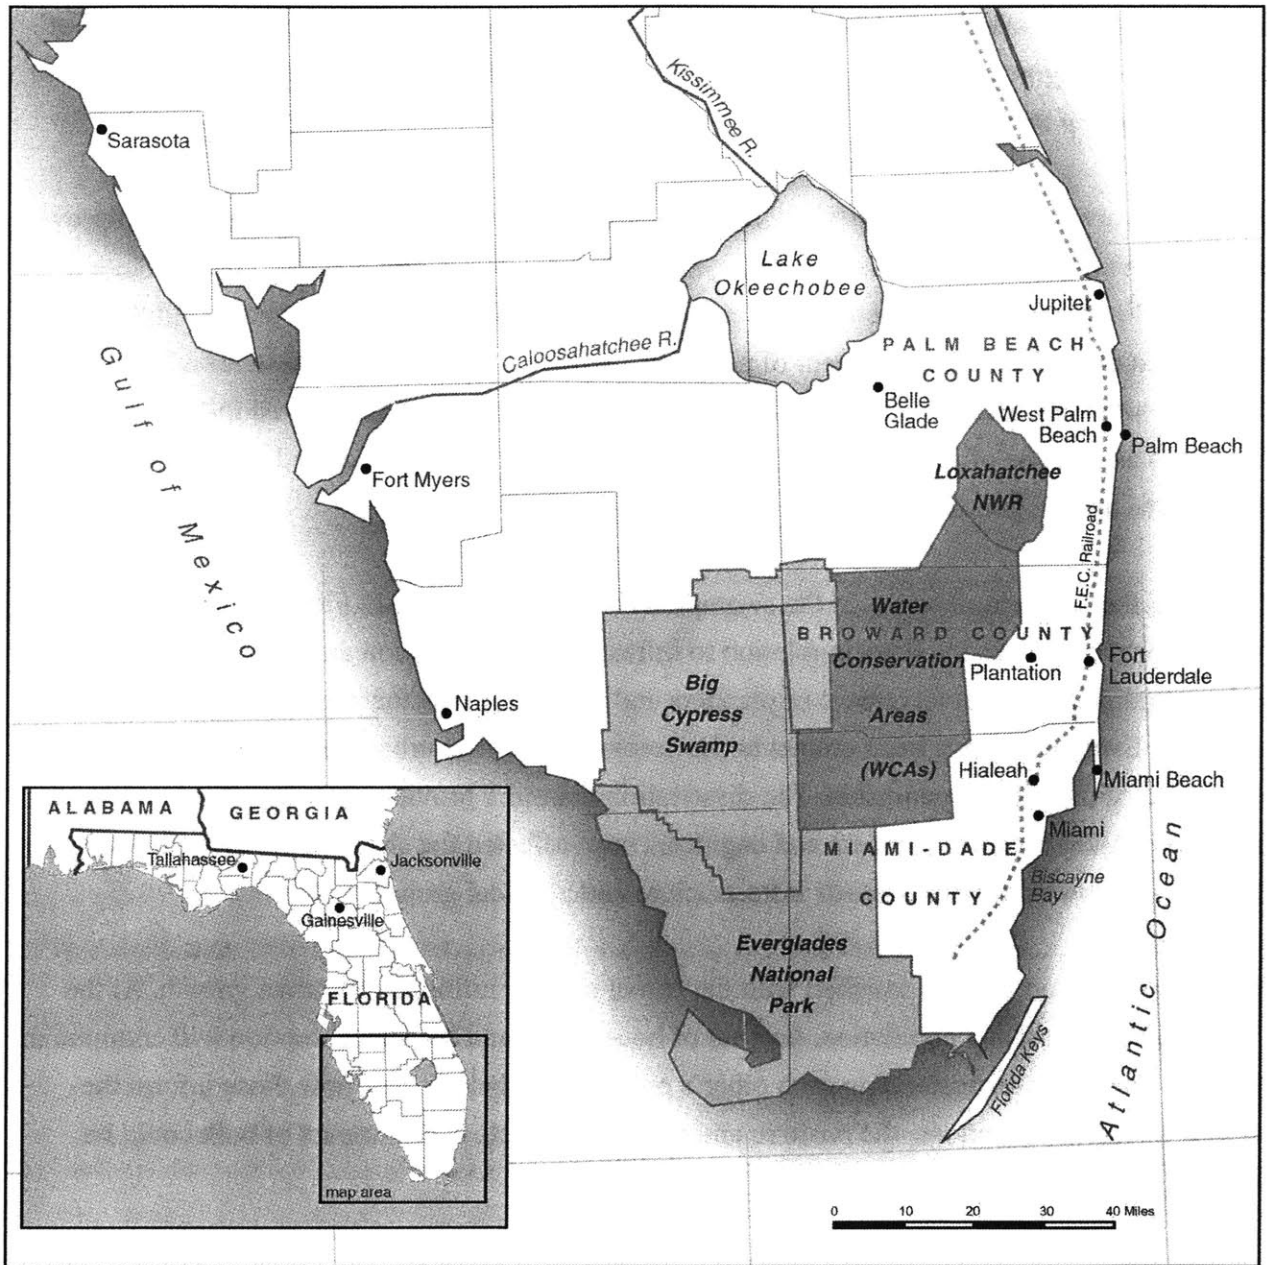 Kissimmee R.
Sarasota
Lake
Okeechobee
Jupiter
Caloosahatchee R.
PALM BEACH
COUNTY
Belle
Glade
West Palm
Beach
Palm Beach
Gulf of Mexico
Fort Myers
Loxahatchee
NWR
F.E.C. Railroad
Water
BROWARD COUNTY
Conservation
Plantation
Fort
Lauderdale
Big
Cypress
Swamp
Areas
Naples
(WCAs)
Hialeah
Miami Beach
Miami
MIAMI-DADE
COUNTY
Biscayne
Bay
Everglades
National
Park
Florida Keys
Atlantic Ocean
ALABAMA
GEORGIA
Tallahassee
Jacksonville
Gainesville
FLORIDA
map area
0 10 20 30 40 Miles